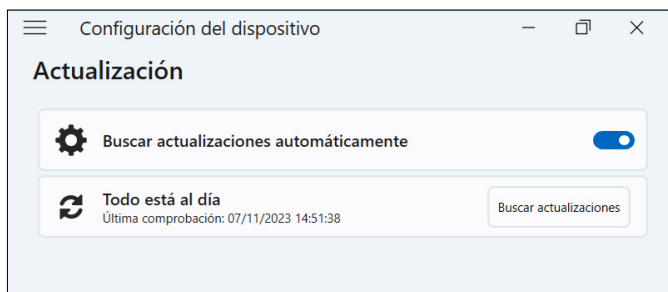 Configuración del dispositivo
Actualización
Buscar actualizaciones automáticamente
Todo está al día
Última comprobación: 07/11/2023 14:51:38
Buscar actualizaciones